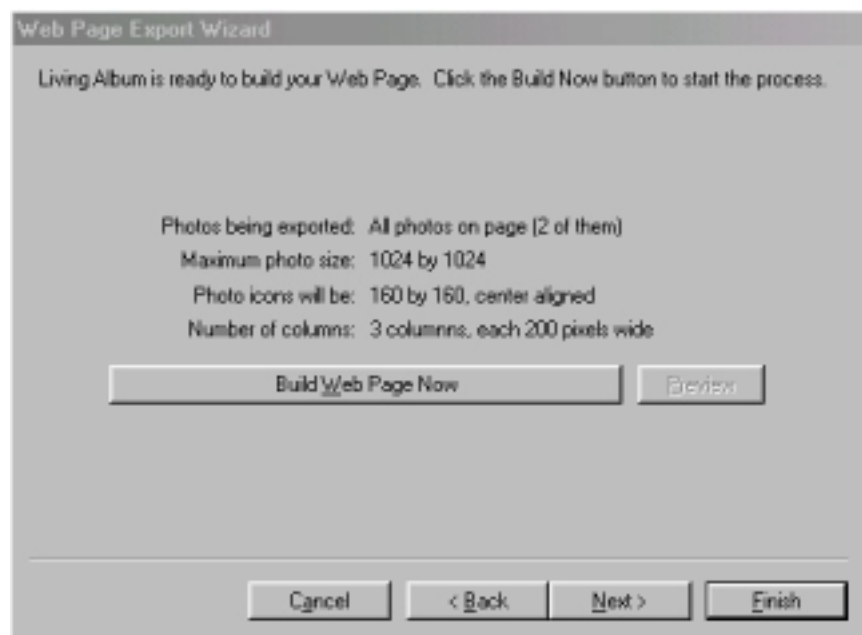 Web Page Export Wizard
Living Album is ready to build your Web Page. Click the Build Now button to start the process.
Photos being exported: All photos on page (2 of them)
Maximum photo size: 1024 by 1024
Photo icons will be: 160 by 160, center aligned
Number of columns: 3 columnns, each 200 pixels wide
Build Web Page Now Preview
Cancel < Back Next > Finish